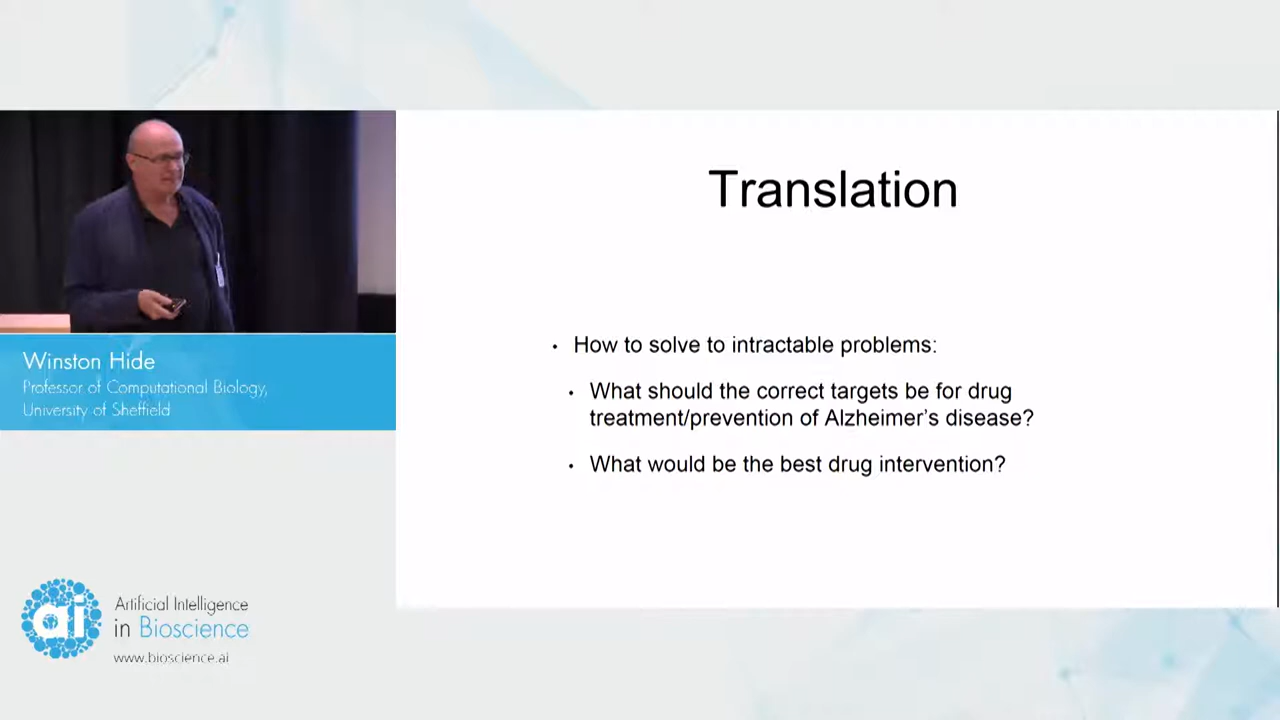 Translation
• How to solve to intractable problems:
• What should the correct targets be for drug
treatment/prevention of Alzheimer’s disease?
• What would be the best drug intervention?
Winston Hide
Professor of Computational Biology,
University of Sheffield
ai
Artificial Intelligence
in Bioscience
www.bioscience.ai